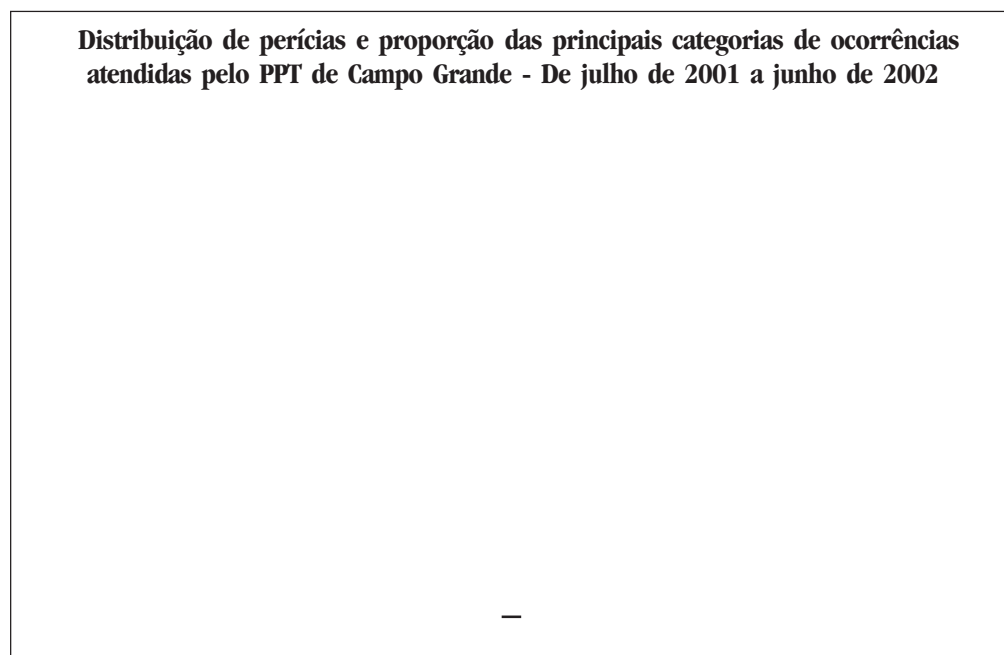 Distribuição de perícias e proporção das principais categorias de ocorrências
atendidas pelo PPT de Campo Grande - De julho de 2001 a junho de 2002